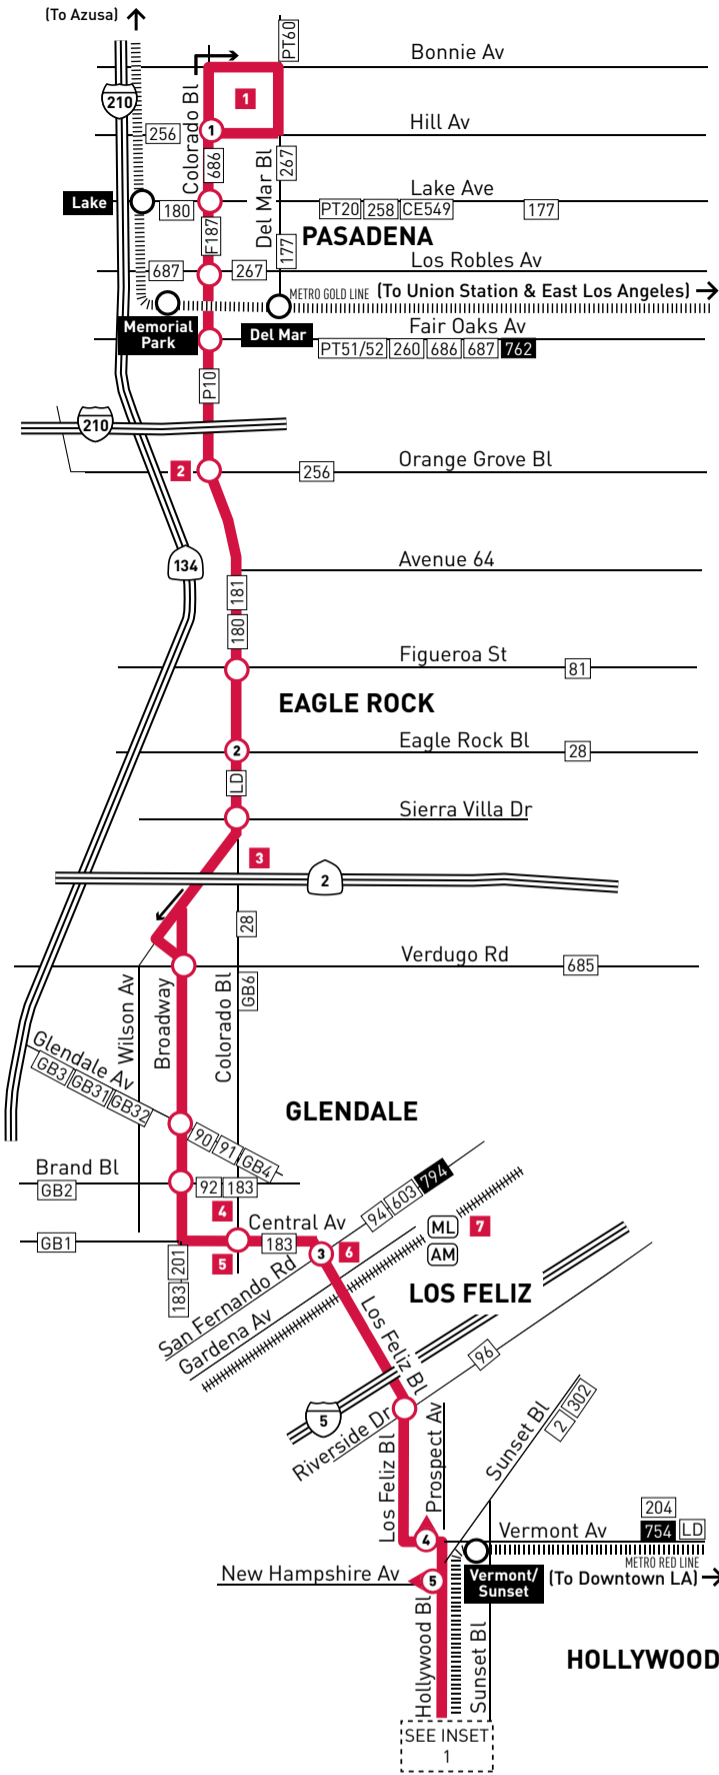 (To Azusa)
PT60
Bonnie Av
210
1
Colorado Bl
256
1
Hill Av
686
Del Mar Bl
267
Lake
180
Lake Ave
PT20 258 CE549 177
F187
177
PASADENA
687
267
Los Robles Av
METRO GOLD LINE (To Union Station & East Los Angeles)
Memorial
Park
Del Mar
Fair Oaks Av
PT51/52 260 686 687 762
P10
210
2
256
Orange Grove Bl
134
Avenue 64
181
180
Figueroa St
81
EAGLE ROCK
2
Eagle Rock Bl
28
LD
Sierra Villa Dr
3
2
28
Verdugo Rd
685
Wilson Av
Broadway
Colorado Bl
GB6
Glendale Av
GB3 GB31 GB32
GLENDALE
90 91 GB4
Brand Bl
GB2
92 183
4
Central Av
94 603 794
GB1
183
5
3
6
ML
7
AM
183 201
San Fernando Rd
Gardena Av
LOS FELIZ
Los Feliz Bl
96
5
Riverside Dr
Los Feliz Bl
Prospect Av
Sunset Bl
2 302
204
4
Vermont Av
754 LD
METRO RED LINE
Vermont/
Sunset
(To Downtown LA)
New Hampshire Av
5
Hollywood Bl
Sunset Bl
HOLLYWOOD
SEE INSET
1